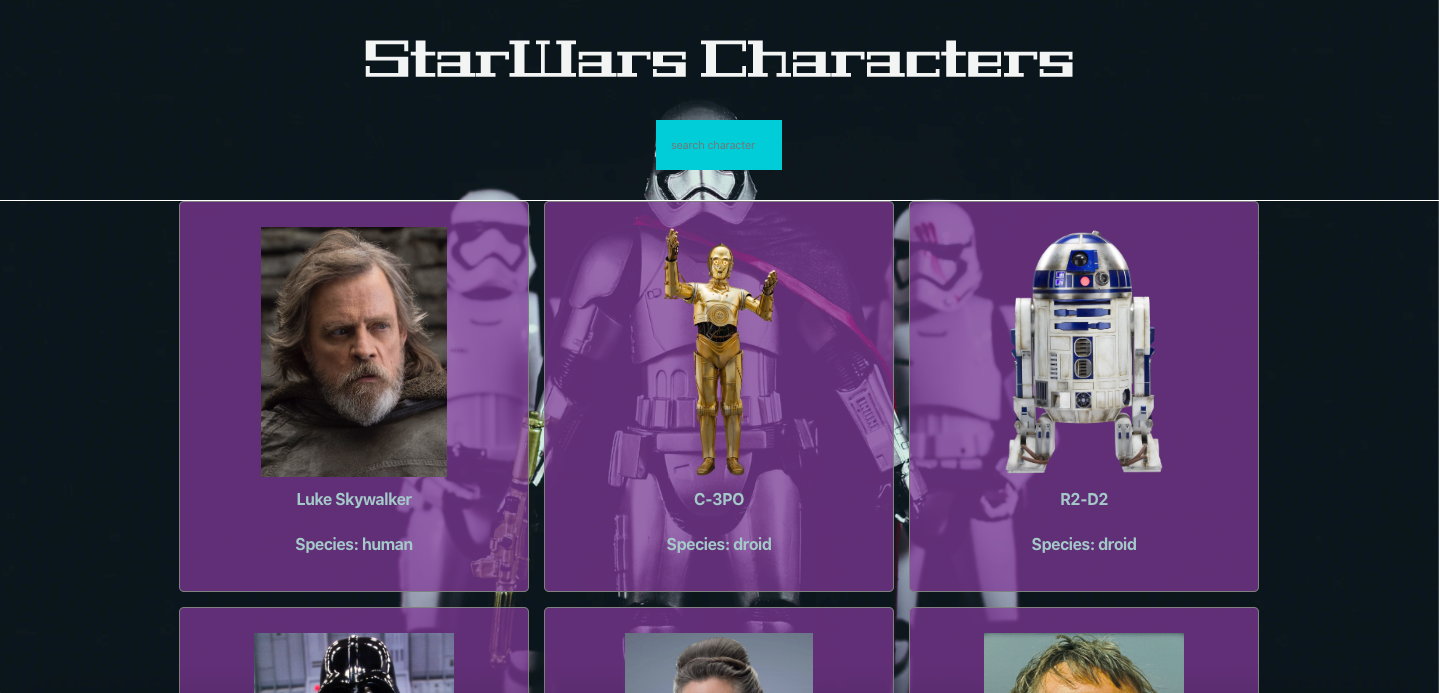 StarWars Characters
search character
Luke Skywalker
C-3PO
R2-D2
Species: human
Species: droid
Species: droid